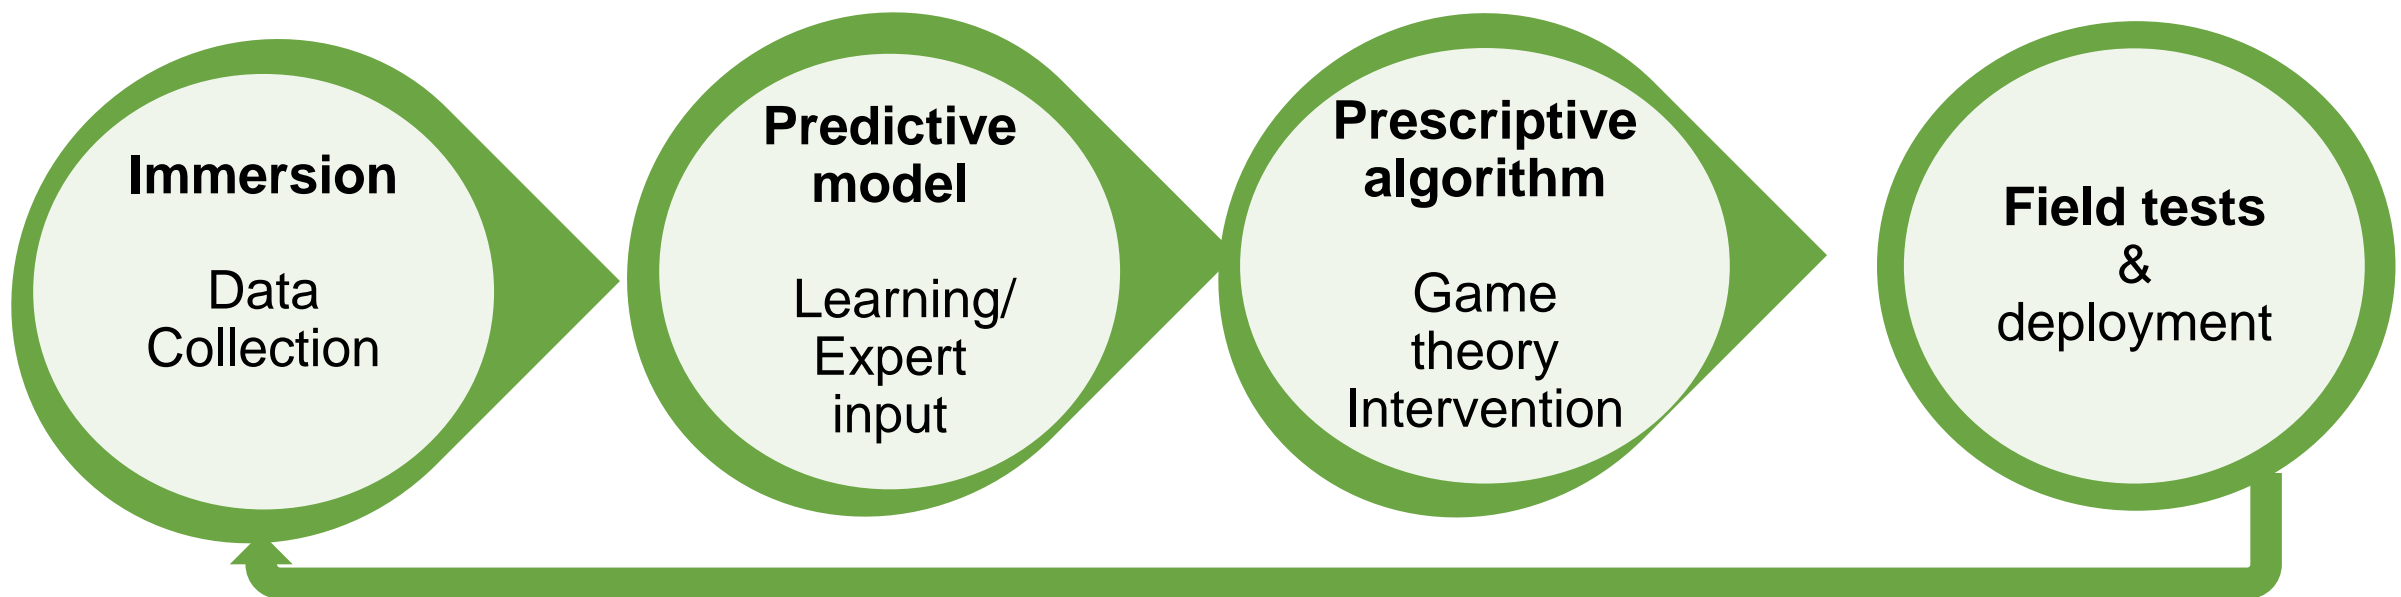 Immersion
Data
Collection
Predictive
model
Learning/
Expert
input
Prescriptive
algorithm
Game
theory
Intervention
Field tests
&
deployment